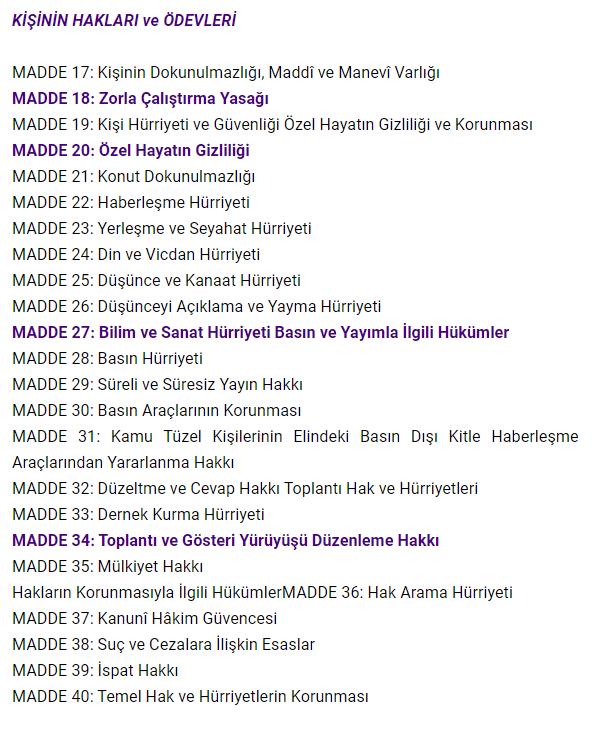 KİŞİNİN HAKLARI ve ÖDEVLERİ
MADDE 17: Kişinin Dokunulmazlığı, Maddî ve Manevî Varlığı
MADDE 18: Zorla Çalıştırma Yasağı
MADDE 19: Kişi Hürriyeti ve Güvenliği Özel Hayatın Gizliliği ve Korunması
MADDE 20: Özel Hayatın Gizliliği
MADDE 21: Konut Dokunulmazlığı
MADDE 22: Haberleşme Hürriyeti
MADDE 23: Yerleşme ve Seyahat Hürriyeti
MADDE 24: Din ve Vicdan Hürriyeti
MADDE 25: Düşünce ve Kanaat Hürriyeti
MADDE 26: Düşünceyi Açıklama ve Yayma Hürriyeti
MADDE 27: Bilim ve Sanat Hürriyeti Basın ve Yayımla İlgili Hükümler
MADDE 28: Basın Hürriyeti
MADDE 29: Süreli ve Süresiz Yayın Hakkı
MADDE 30: Basın Araçlarının Korunması
MADDE 31: Kamu Tüzel Kişilerinin Elindeki Basın Dışı Kitle Haberleşme
Araçlarından Yararlanma Hakkı
MADDE 32: Düzeltme ve Cevap Hakkı Toplantı Hak ve Hürriyetleri
MADDE 33: Dernek Kurma Hürriyeti
MADDE 34: Toplantı ve Gösteri Yürüyüşü Düzenleme Hakkı
MADDE 35: Mülkiyet Hakkı
Hakların Korunmasıyla İlgili HükümlerMADDE 36: Hak Arama Hürriyeti
MADDE 37: Kanunî Hâkim Güvencesi
MADDE 38: Suç ve Cezalara İlişkin Esaslar
MADDE 39: İspat Hakkı
MADDE 40: Temel Hak ve Hürriyetlerin Korunması